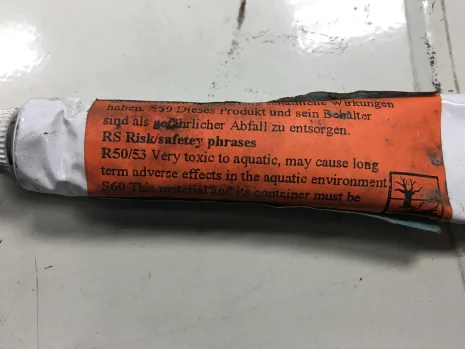 haben. S60 Dieses Produkt und sein Behälter
sind als gefährlicher Abfall zu entsorgen.
RS Risk/safetey phrases
R50/53 Very toxic to aquatic, may cause long
term adverse effects in the aquatic environment
S60 This material and its container must be